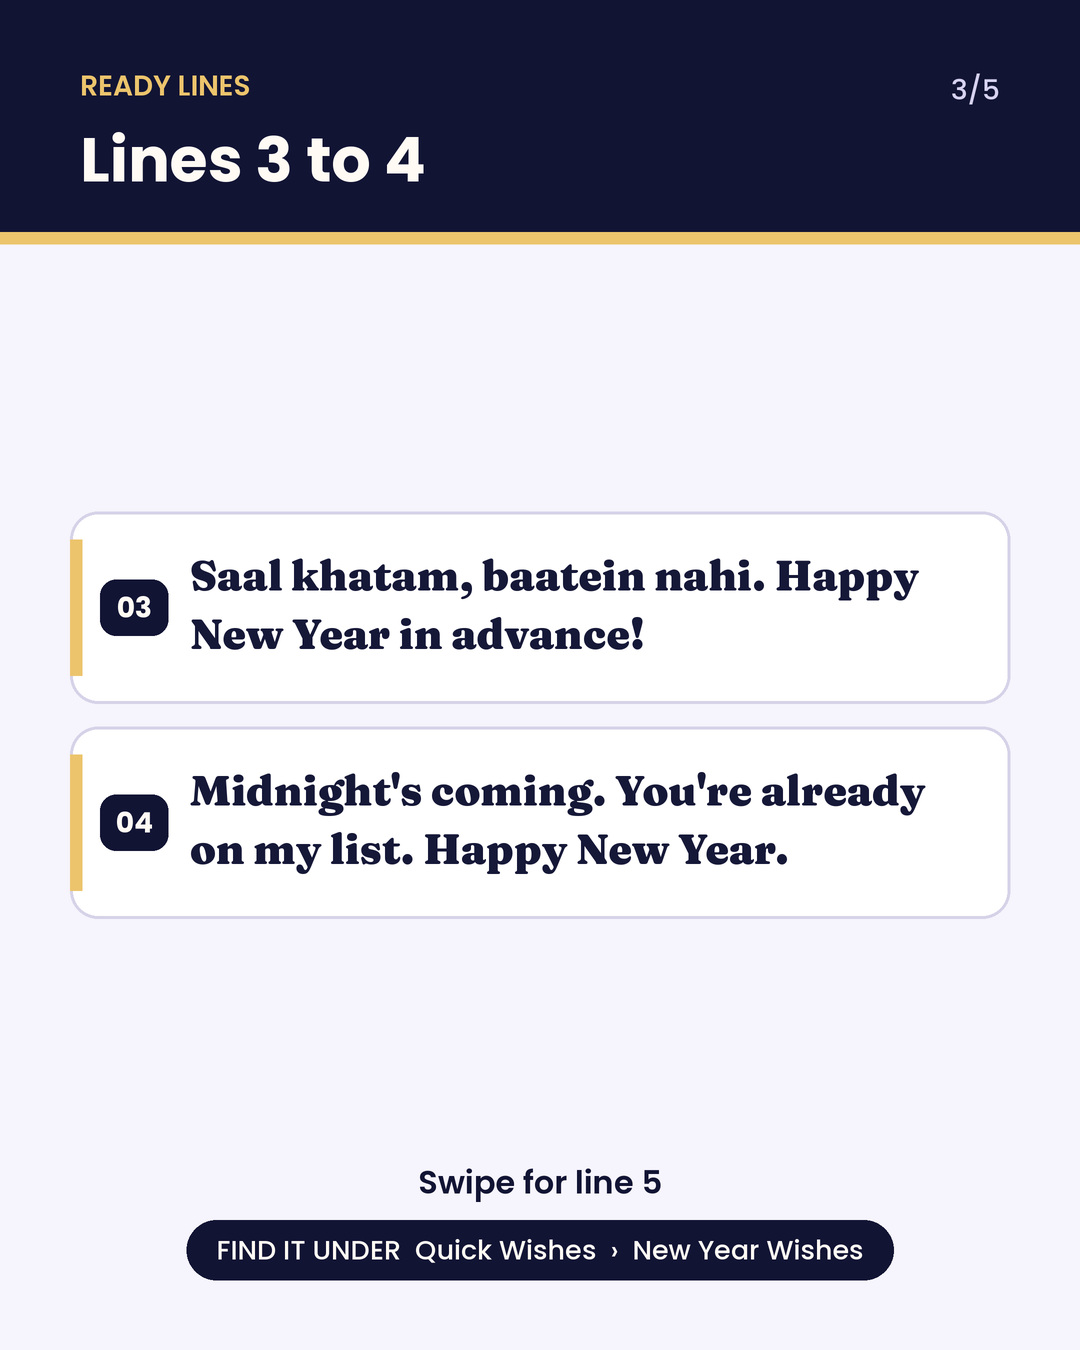 READY LINES
3/5
Lines 3 to 4
03
Saal khatam, baatein nahi. Happy
New Year in advance!
04
Midnight's coming. You're already
on my list. Happy New Year.
Swipe for line 5
FIND IT UNDER Quick Wishes › New Year Wishes